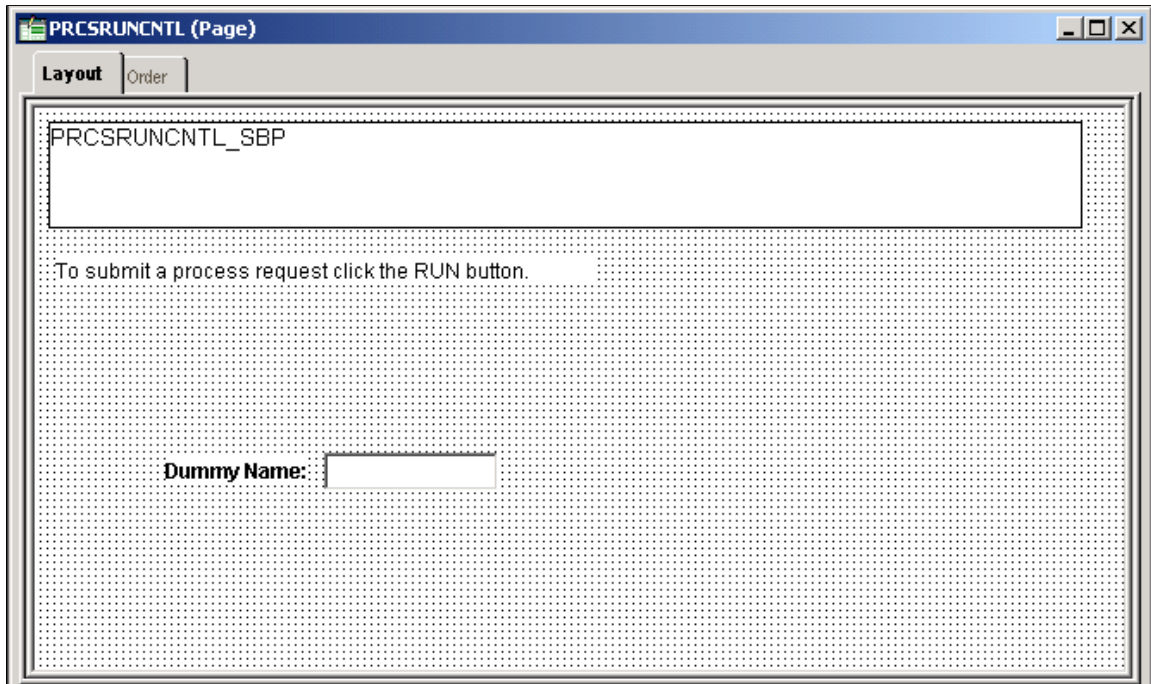 PRCSRUNCNTL (Page)
Layout Order
PRCSRUNCNTL_SBP
To submit a process request click the RUN button.
Dummy Name: